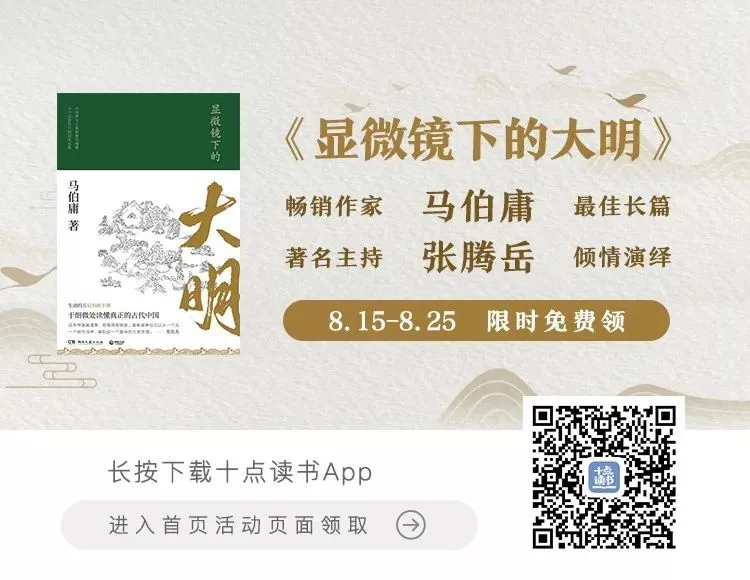 《显微镜下的大明》
畅销作家 马伯庸 最佳长篇
著名主持 张腾岳 倾情演绎
8.15-8.25 限时免费领
显微镜下的
大明
马伯庸 著
于细微处读懂真正的古代中国
长按下载十点读书App
进入首页活动页面领取
十点
读书